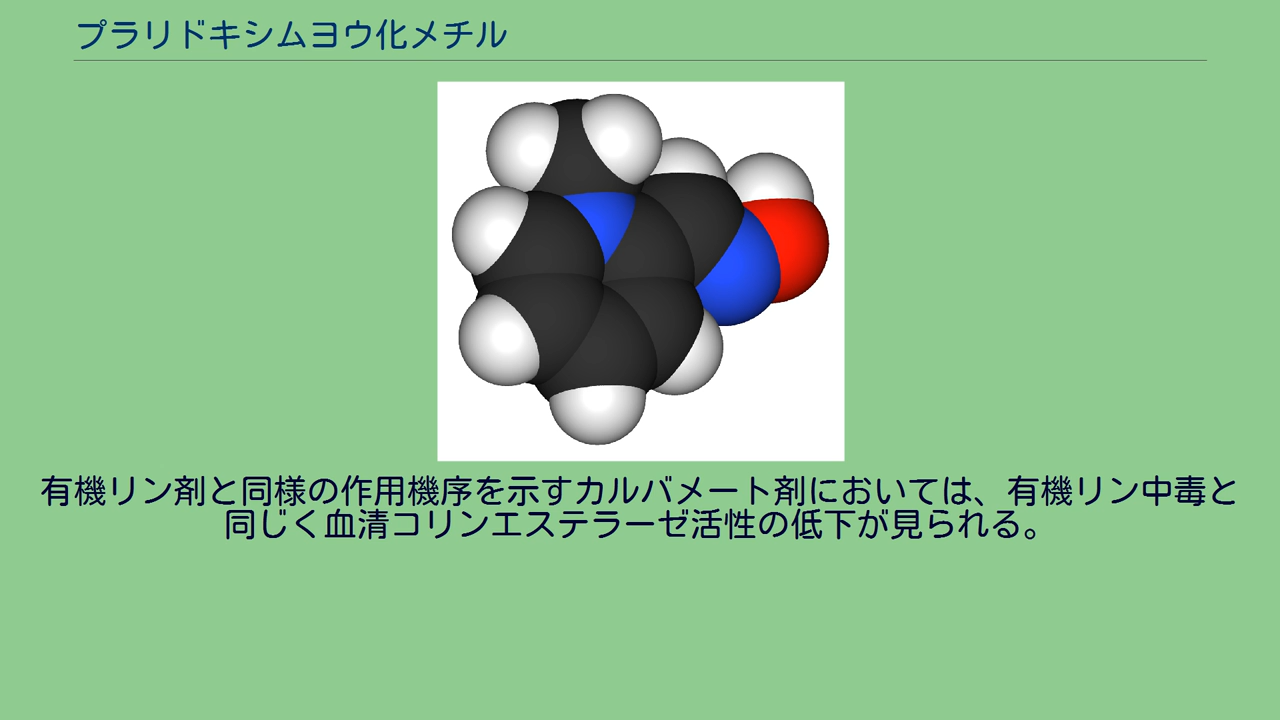 プラリドキシムヨウ化メチル
有機リン剤と同様の作用機序を示すカルバメート剤においては、有機リン中毒と
同じく血清コリンエステラーゼ活性の低下が見られる。